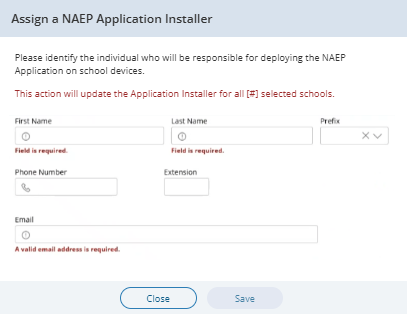 Assign a NAEP Application Installer
Please identify the individual who will be responsible for deploying the NAEP
Application on school devices.
This action will update the Application Installer for all [#] selected schools.
First Name Last Name Prefix
Field is required. Field is required.
Phone Number Extension
Email
A valid email address is required.
Close Save